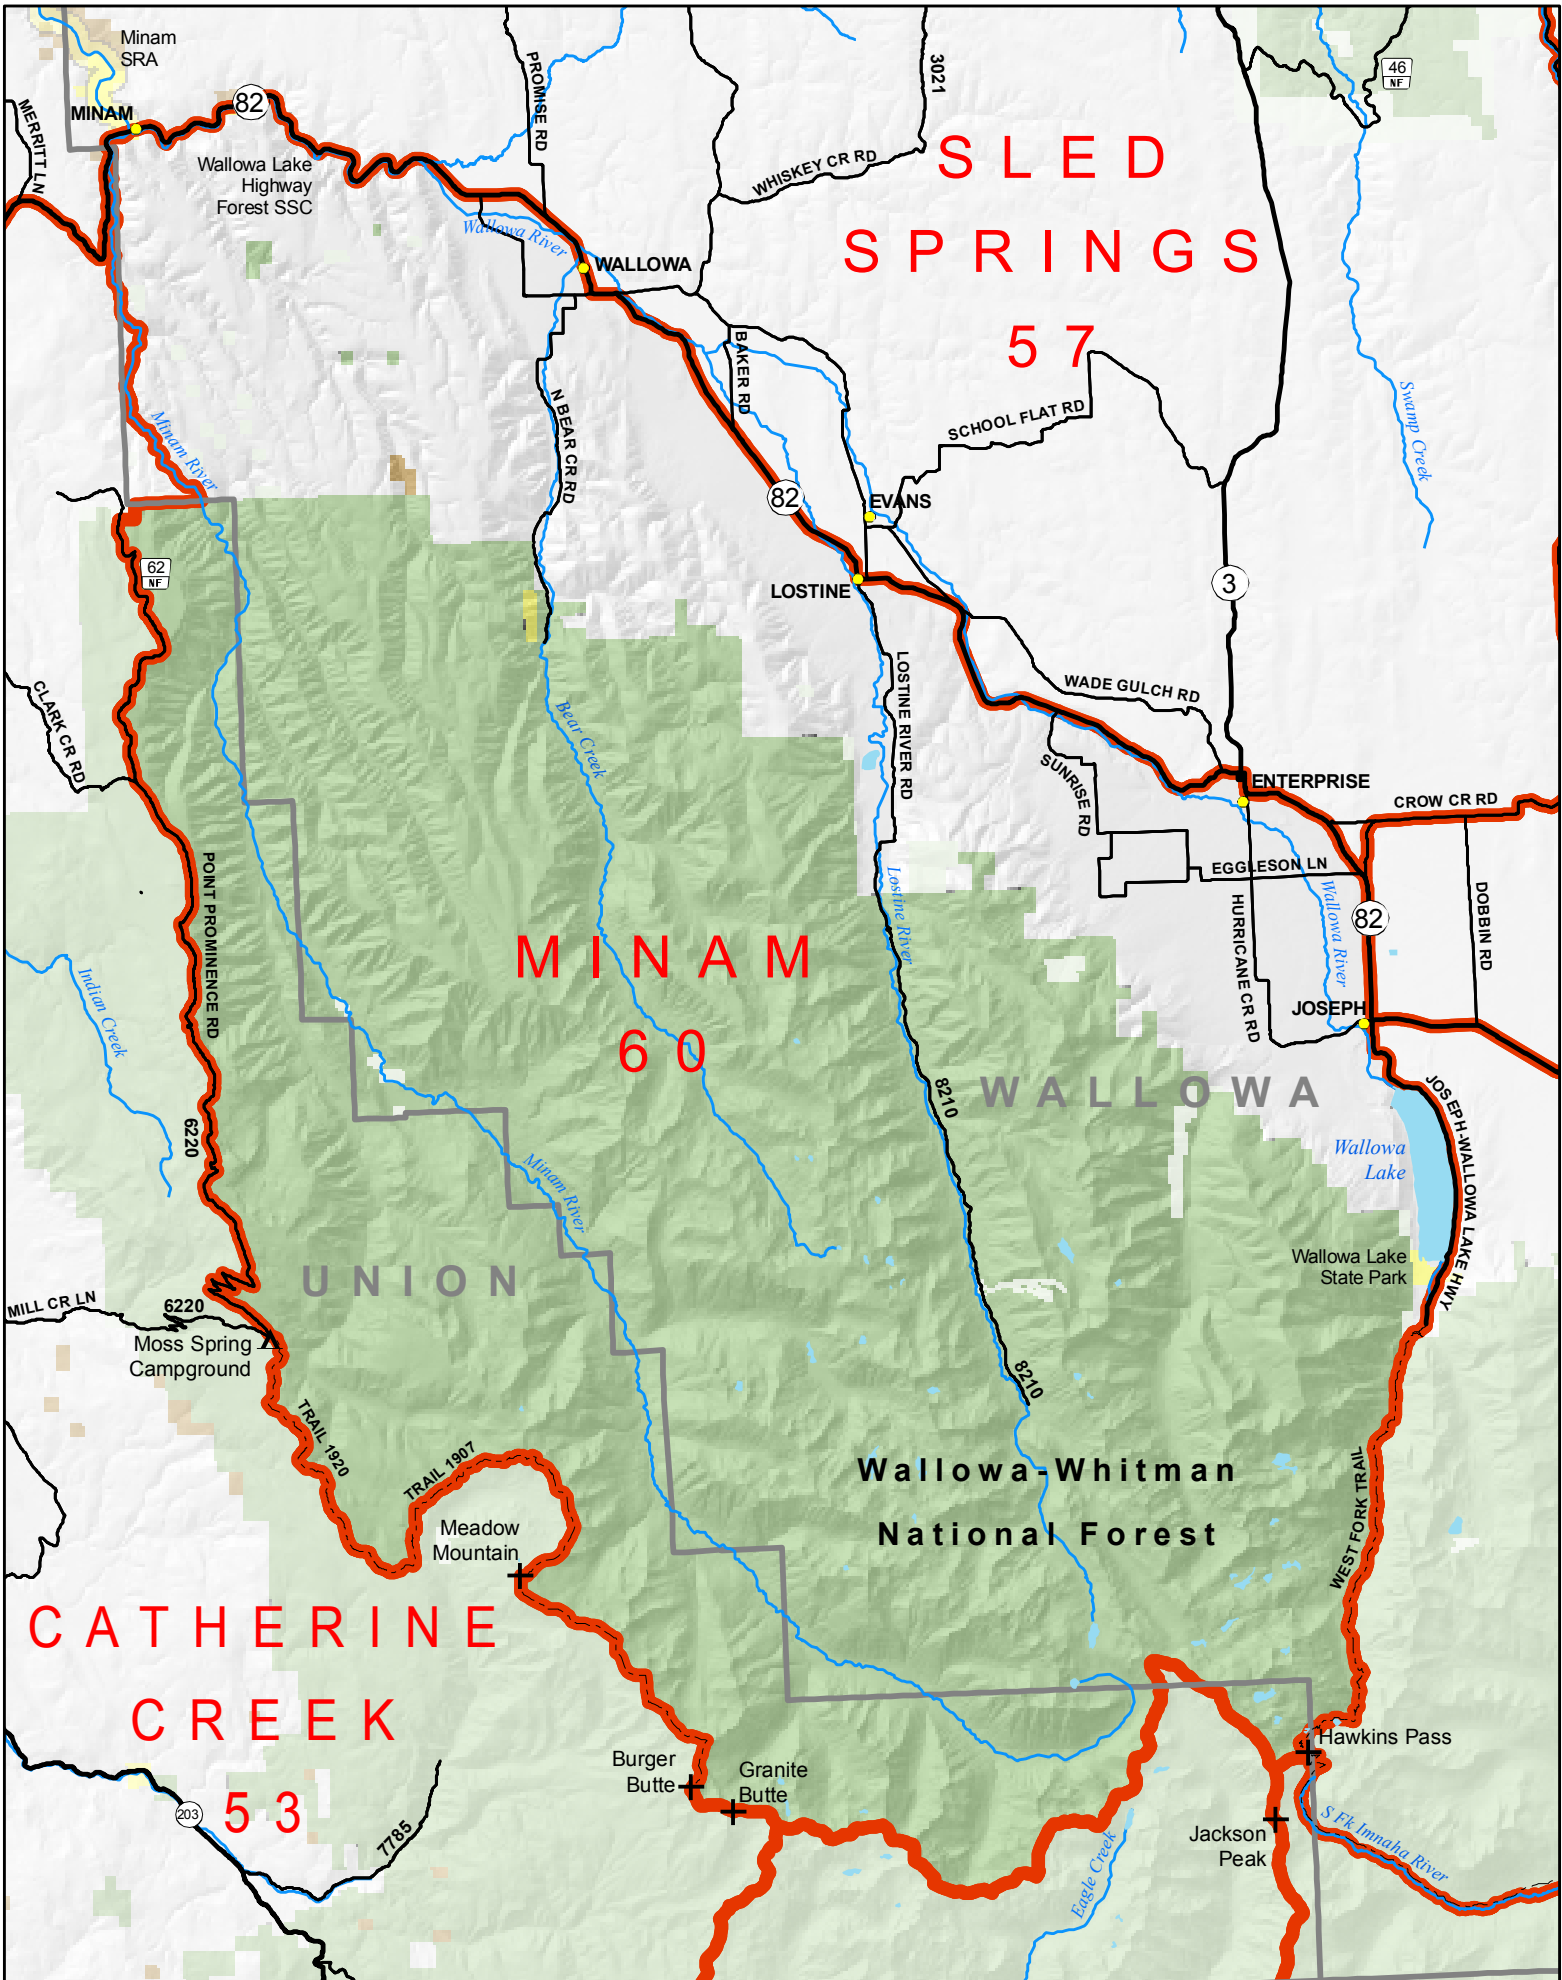 Minam
SRA
MINAM
82
MERRITT LN
Wallowa Lake
Highway
Forest SSC
PROMISE RD
3021
46
NF
WHISKEY CR RD
SLED
SPRINGS
57
Wallowa River
WALLOWA
BAKER RD
N BEAR CR RD
SCHOOL FLAT RD
Swamp Creek
Minam River
82
EVANS
LOSTINE
62
NF
3
CLARK CR RD
Bear Creek
LOSTINE RIVER RD
WADE GULCH RD
SUNRISE RD
ENTERPRISE
CROW CR RD
EGGLESON LN
POINT PROMINENCE RD
Lostine River
HURRICANE CR RD
Wallowa River
82
DOBBIN RD
MINAM
60
Indian Creek
JOSEPH
6220
8210
WALLOWA
JOSEPH-WALLOWA LAKE HWY
Wallowa
Lake
Minam River
UNION
Wallowa Lake
State Park
MILL CR LN
6220
Moss Spring
Campground
8210
TRAIL 1920
TRAIL 1907
Wallowa-Whitman
National Forest
WEST FORK TRAIL
Meadow
Mountain
CATHERINE
CREEK
53
203
7785
Burger
Butte
Granite
Butte
Hawkins Pass
Jackson
Peak
S Fk Imnaha River
Eagle Creek